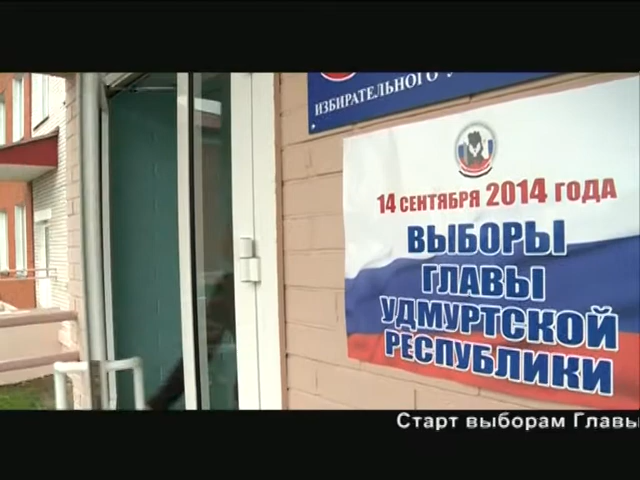 ИЗБИРАТЕЛЬНОГО
14 СЕНТЯБРЯ 2014 ГОДА
ВЫБОРЫ
ГЛАВЫ
УДМУРТСКОЙ
РЕСПУБЛИКИ
Старт выборам Главы